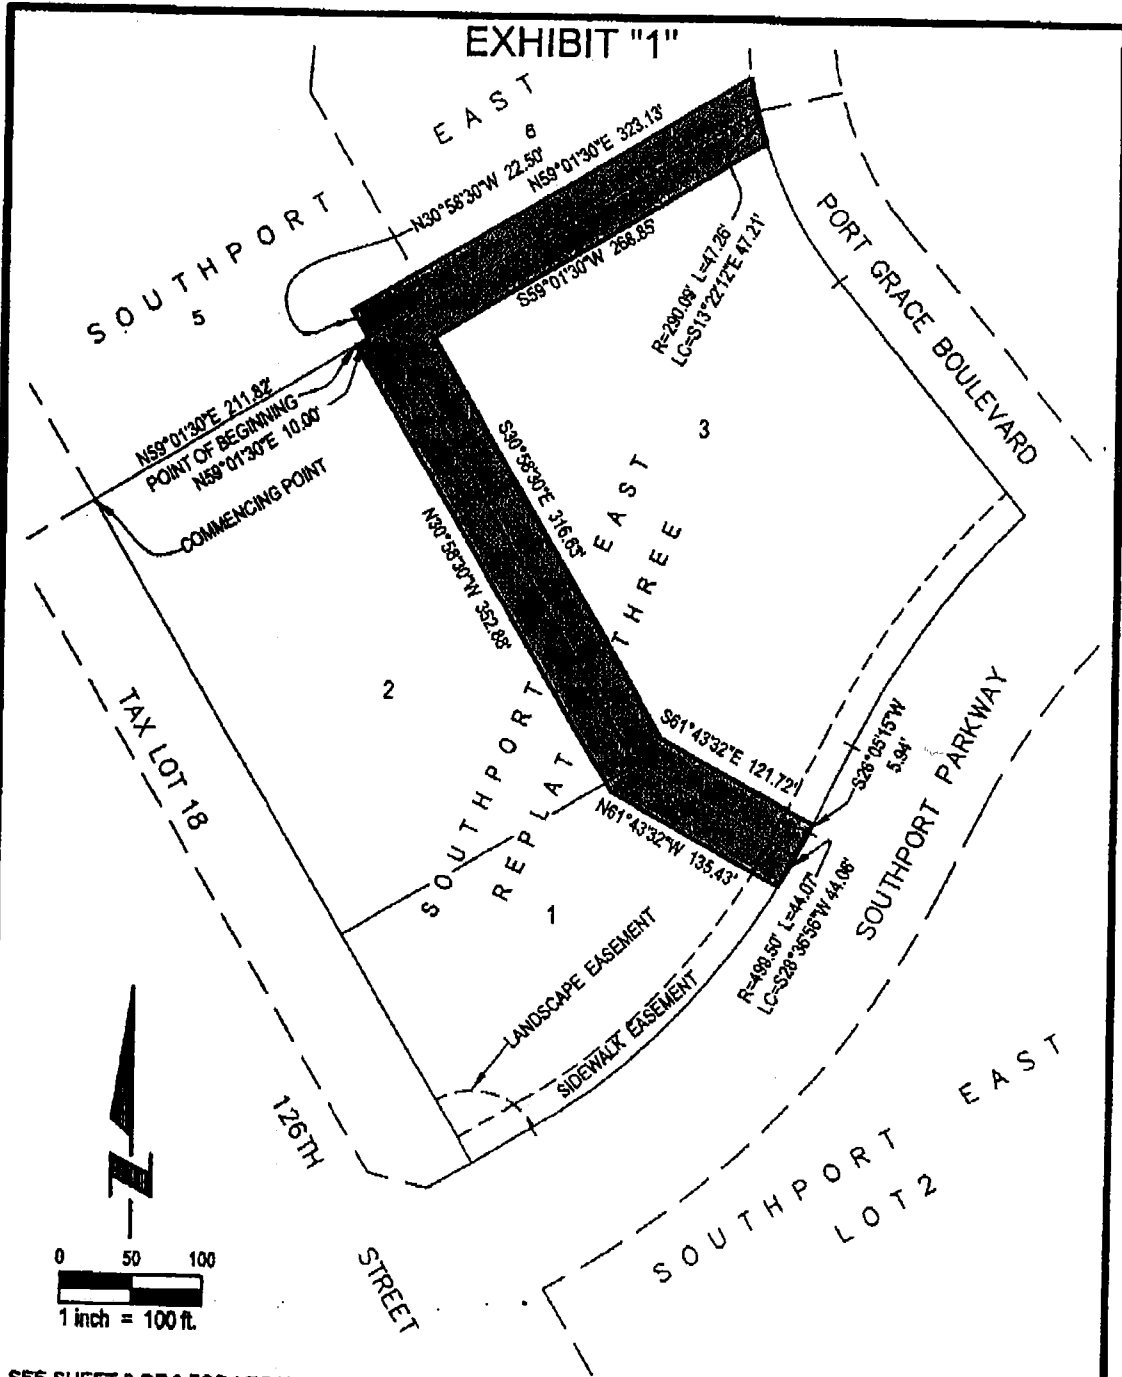 EXHIBIT "1"
EAST
6
N59°01'30"E 323.13'
N30°58'30"W 22.50'
SOUTHPORT
5
S59°01'30"W 268.85'
R=290.09' L=47.26'
LC=S13°22'12"E 47.21'
PORT GRACE BOULEVARD
N59°01'30"E 211.82'
POINT OF BEGINNING
N59°01'30"E 10.00'
COMMENCING POINT
3
S30°58'30"E 316.63'
EAST
THREE
N30°58'30"W 352.88'
2
TAX LOT 18
SOUTHPORT
REPLAT
S61°43'32"E 121.72'
S28°05'15"W
5.94'
N61°43'32"W 135.43'
SOUTHPORT PARKWAY
1
R=499.50' L=44.07'
LC=S28°36'56"W 44.06'
LANDSCAPE EASEMENT
SIDEWALK EASEMENT
126TH
STREET
SOUTHPORT EAST
LOT 2
0 50 100
1 inch = 100 ft.